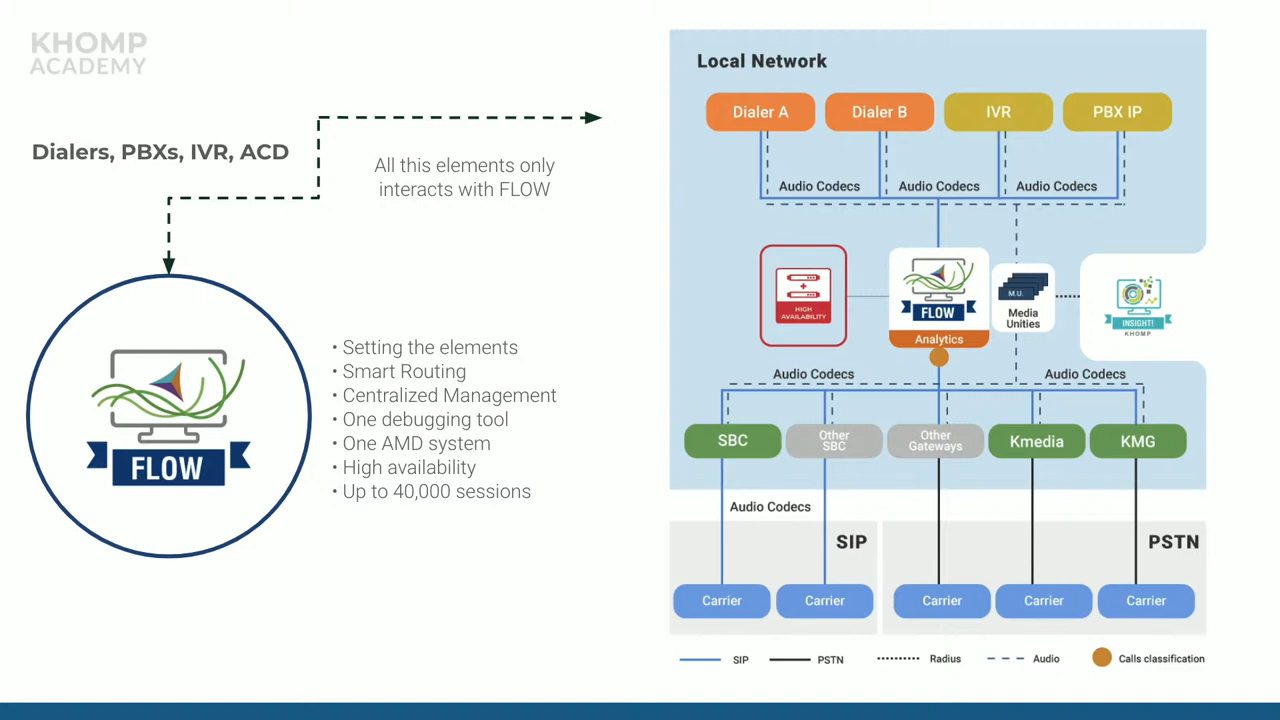 KHOMP
ACADEMY
Dialers, PBXs, IVR, ACD
All this elements only
interacts with FLOW
FLOW
• Setting the elements
• Smart Routing
• Centralized Management
• One debugging tool
• One AMD system
• High availability
• Up to 40,000 sessions
Local Network
Dialer A
Dialer B
IVR
PBX IP
Audio Codecs
Audio Codecs
Audio Codecs
HIGH
AVAILABILITY
FLOW
Analytics
M.U.
Media
Unities
INSIGHT!
KHOMP
Audio Codecs
Audio Codecs
SBC
Other
SBC
Other
Gateways
Kmedia
KMG
Audio Codecs
SIP
PSTN
Carrier
Carrier
Carrier
Carrier
Carrier
SIP
PSTN
Radius
Audio
Calls classification